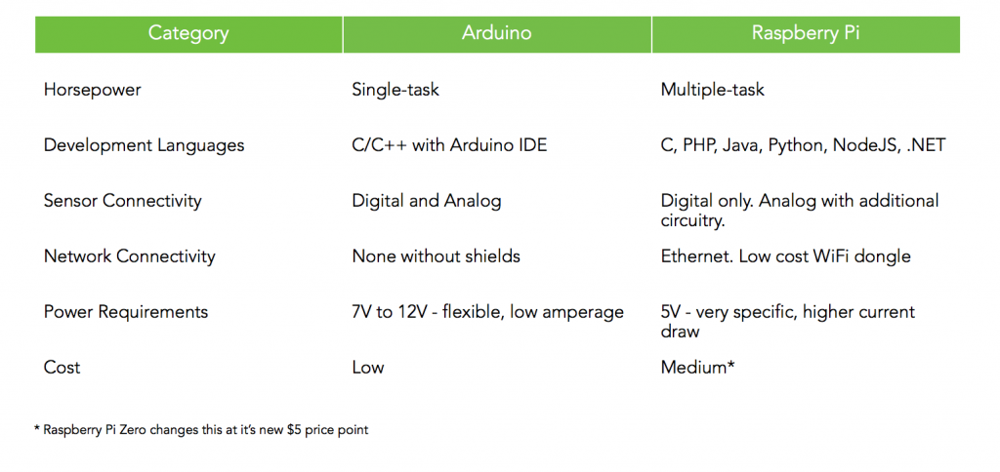 Category Arduino Raspberry Pi
Horsepower Single-task Multiple-task
Development Languages C/C++ with Arduino IDE C, PHP, Java, Python, NodeJS, .NET
Sensor Connectivity Digital and Analog Digital only. Analog with additional
circuitry.
Network Connectivity None without shields Ethernet. Low cost WiFi dongle
Power Requirements 7V to 12V - flexible, low amperage 5V - very specific, higher current
draw
Cost Low Medium*
* Raspberry Pi Zero changes this at it's new $5 price point